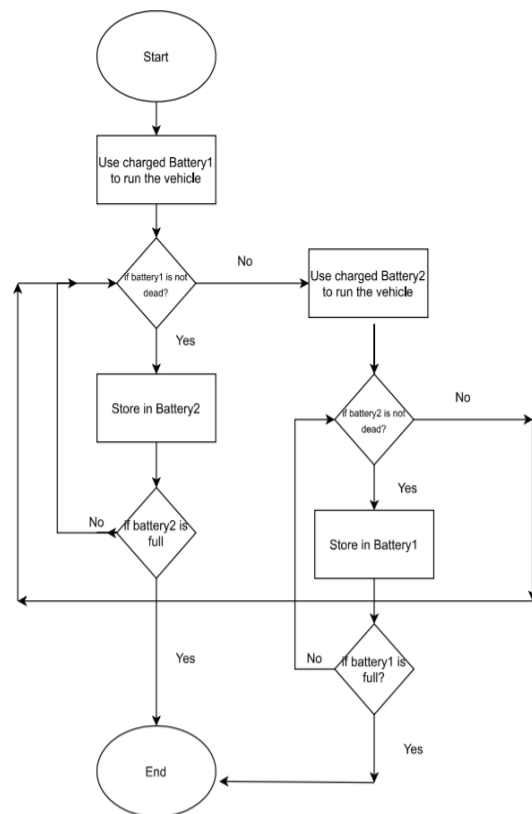 Start
Use charged Battery1
to run the vehicle
if battery1 is not
dead?
No
Use charged Battery2
to run the vehicle
Yes
Store in Battery2
if battery2 is not
dead?
No
No
if battery2 is
full
Yes
Store in Battery1
Yes
No
if battery1 is
full?
Yes
End